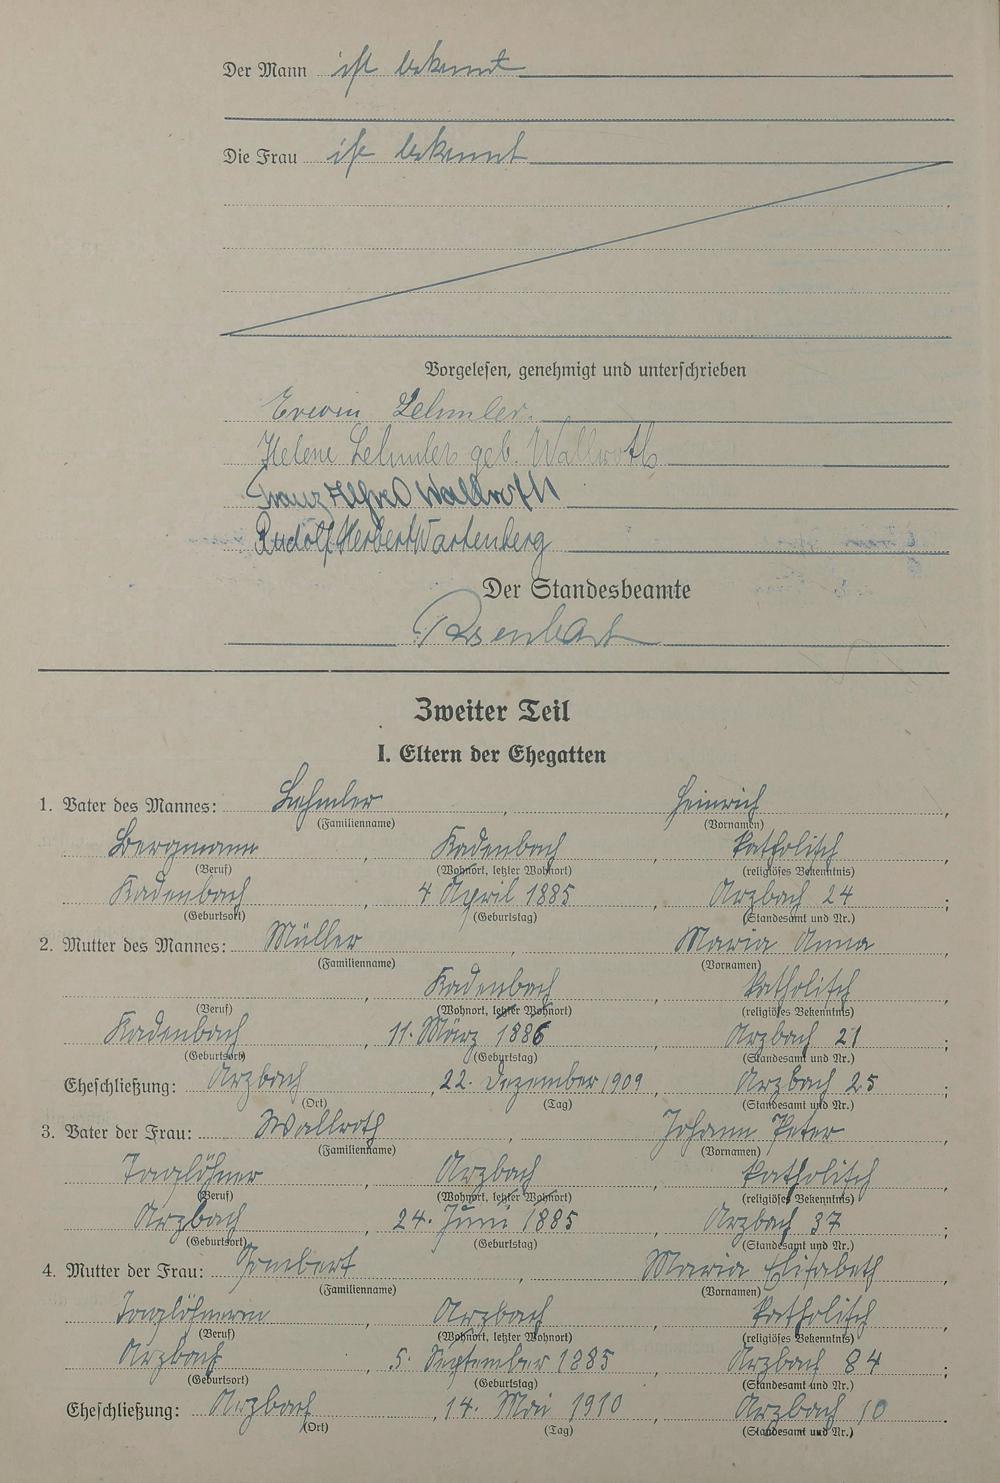 Der Mann ist bekannt
Die Frau ist bekannt
Vorgelesen, genehmigt und unterschrieben
Erwin Lehmler.
Helene Lehmler geb. Wallroth
Franz Alfred Wallroth
Rudolf Herbert Wartenberg
Der Standesbeamte
Zweiter Teil
I. Eltern der Ehegatten
1. Vater des Mannes: Lehmler, Heinrich,
(Familienname) (Vornamen)
Bergmann, Kadenbach, katholisch
(Beruf) (Wohnort, letzter Wohnort) (religiöses Bekenntnis)
Kadenbach, 4 April 1885, Arzbach 24;
(Geburtsort) (Geburtstag) (Standesamt und Nr.)
2. Mutter des Mannes: Müller, Maria Anna,
(Familienname) (Vornamen)
, Kadenbach, katholisch
(Beruf) (Wohnort, letzter Wohnort) (religiöses Bekenntnis)
Kadenbach, 11. März 1886, Arzbach 21;
(Geburtsort) (Geburtstag) (Standesamt und Nr.)
Eheschließung: Arzbach, 22. Dezember 1909, Arzbach 25;
(Ort) (Tag) (Standesamt und Nr.)
3. Vater der Frau: Wallroth, Johann Peter,
(Familienname) (Vornamen)
Taglöhner, Arzbach, katholisch
(Beruf) (Wohnort, letzter Wohnort) (religiöses Bekenntnis)
Arzbach, 24. Juni 1885, Arzbach 37;
(Geburtsort) (Geburtstag) (Standesamt und Nr.)
4. Mutter der Frau: , Maria Elisabeth,
(Familienname) (Vornamen)
Taglöhnerin, Arzbach, katholisch
(Beruf) (Wohnort, letzter Wohnort) (religiöses Bekenntnis)
Arzbach, 5. September 1885, Arzbach 84;
(Geburtsort) (Geburtstag) (Standesamt und Nr.)
Eheschließung: Arzbach, 14. Mai 1910, Arzbach 10.
(Ort) (Tag) (Standesamt und Nr.)